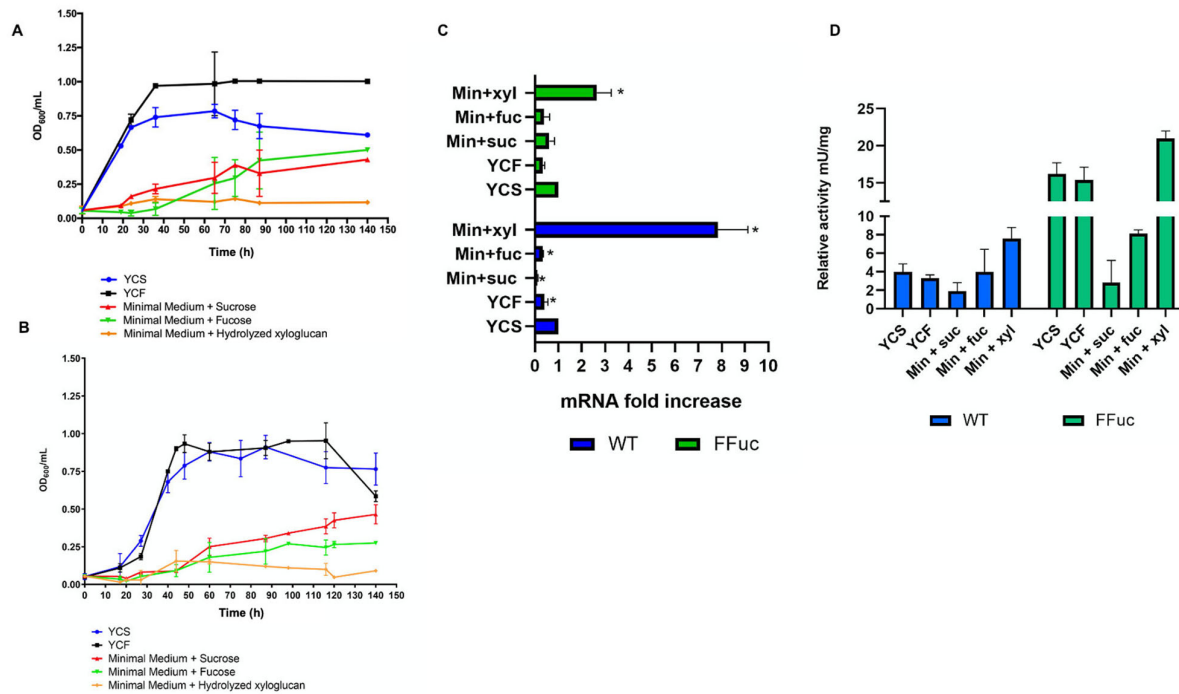 A
1.50
1.25
1.00
0.75
0.50
0.25
0.00
OD600/mL
0 10 20 30 40 50 60 70 80 90 100 110 120 130 140 150
Time (h)
YCS
YCF
Minimal Medium + Sucrose
Minimal Medium + Fucose
Minimal Medium + Hydrolyzed xyloglucan
B
1.50
1.25
1.00
0.75
0.50
0.25
0.00
OD600/mL
0 10 20 30 40 50 60 70 80 90 100 110 120 130 140 150
Time (h)
YCS
YCF
Minimal Medium + Sucrose
Minimal Medium + Fucose
Minimal Medium + Hydrolyzed xyloglucan
C
Min+xyl *
Min+fuc
Min+suc
YCF
YCS
Min+xyl *
Min+fuc *
Min+suc *
YCF *
YCS
0 1 2 3 4 5 6 7 8 9 10
mRNA fold increase
WT FFuc
D
Relative activity mU/mg
25
20
15
8
6
4
2
0
YCS YCF Min + suc Min + fuc Min + xyl YCS YCF Min + suc Min + fuc Min + xyl
WT FFuc